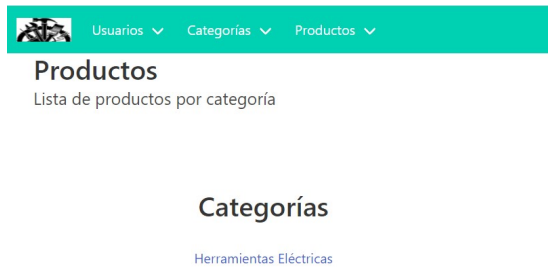 Usuarios Categorías Productos
Productos
Lista de productos por categoría
Categorías
Herramientas Eléctricas